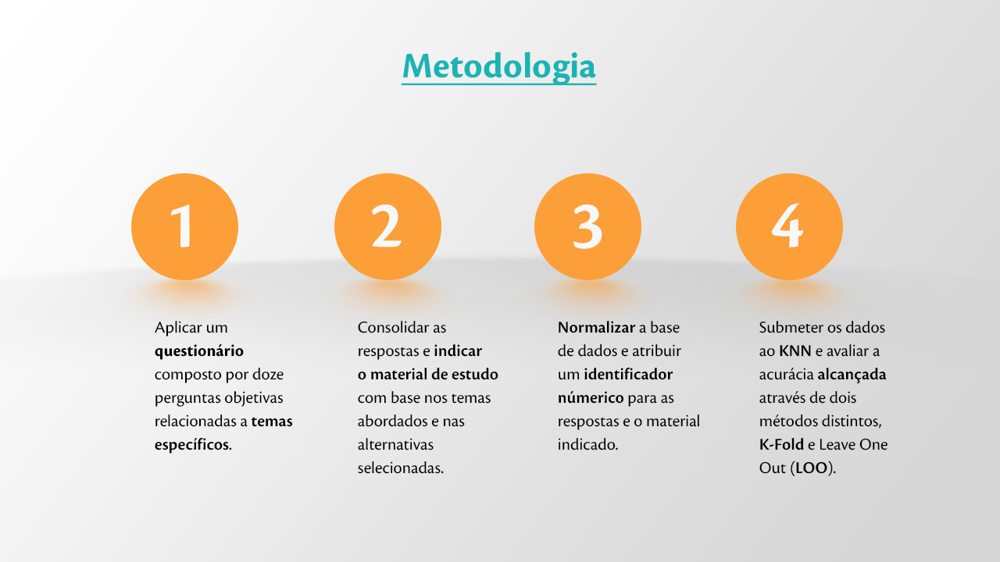 Metodologia
1
Aplicar um
questionário
composto por doze
perguntas objetivas
relacionadas a temas
específicos.
2
Consolidar as
respostas e indicar
o material de estudo
com base nos temas
abordados e nas
alternativas
selecionadas.
3
Normalizar a base
de dados e atribuir
um identificador
númerico para as
respostas e o material
indicado.
4
Submeter os dados
ao KNN e avaliar a
acurácia alcançada
através de dois
métodos distintos,
K-Fold e Leave One
Out (LOO).